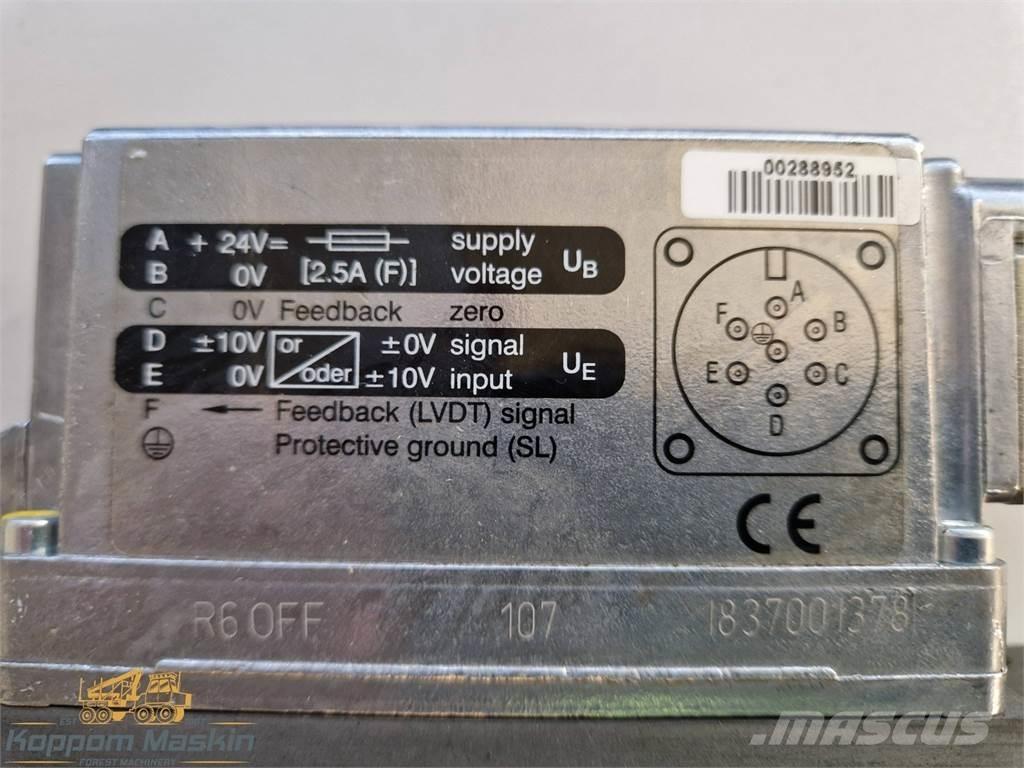 00288952
A + 24V= supply
B 0V [2.5A (F)] voltage UB
C 0V Feedback zero
D ±10V or ±0V signal
E 0V oder ±10V input UE
F Feedback (LVDT) signal
Protective ground (SL)
A
F B
E C
D
CE
R6 OFF 107 1837001378
Koppom Maskin
FOREST MACHINERY
MASCUS